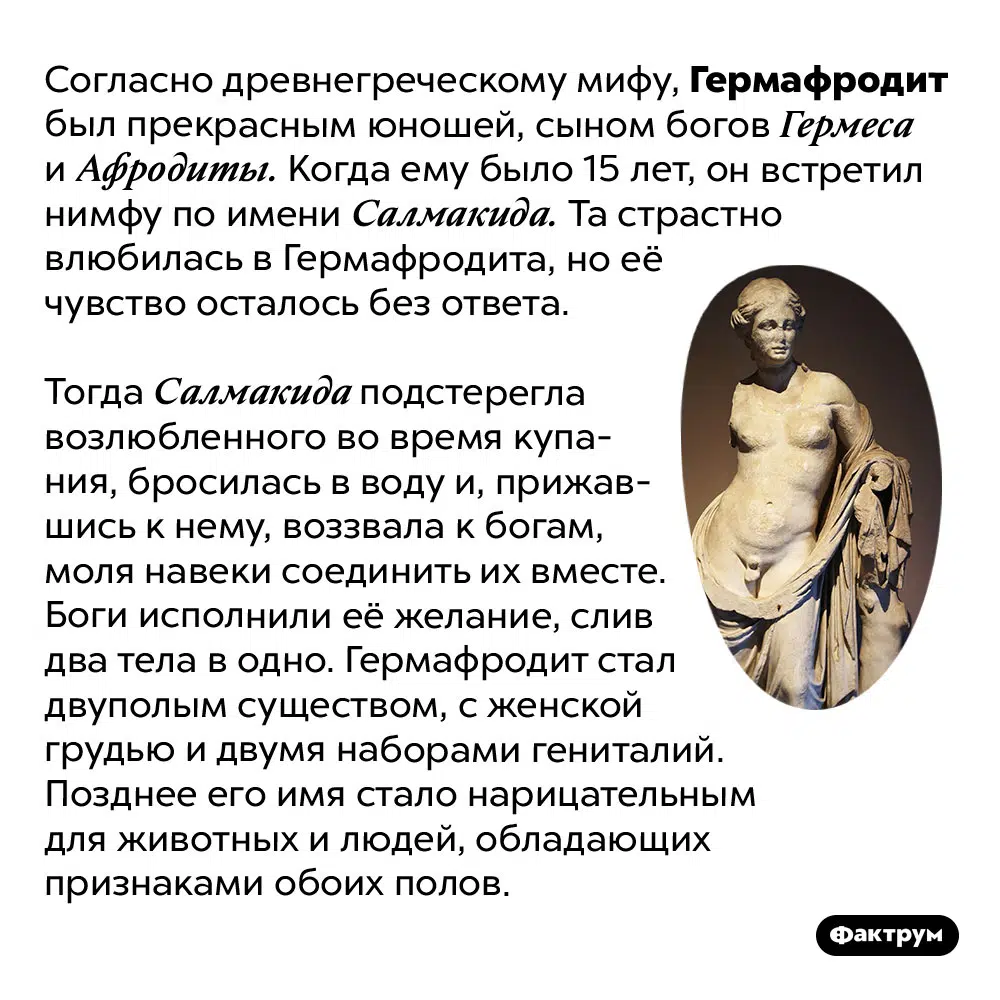 Согласно древнегреческому мифу, Гермафродит
был прекрасным юношей, сыном богов Гермеса
и Афродиты. Когда ему было 15 лет, он встретил
нимфу по имени Салмакида. Та страстно
влюбилась в Гермафродита, но её
чувство осталось без ответа.
Тогда Салмакида подстерегла
возлюбленного во время купа-
ния, бросилась в воду и, прижав-
шись к нему, воззвала к богам,
моля навеки соединить их вместе.
Боги исполнили её желание, слив
два тела в одно. Гермафродит стал
двуполым существом, с женской
грудью и двумя наборами гениталий.
Позднее его имя стало нарицательным
для животных и людей, обладающих
признаками обоих полов.
Фактрум